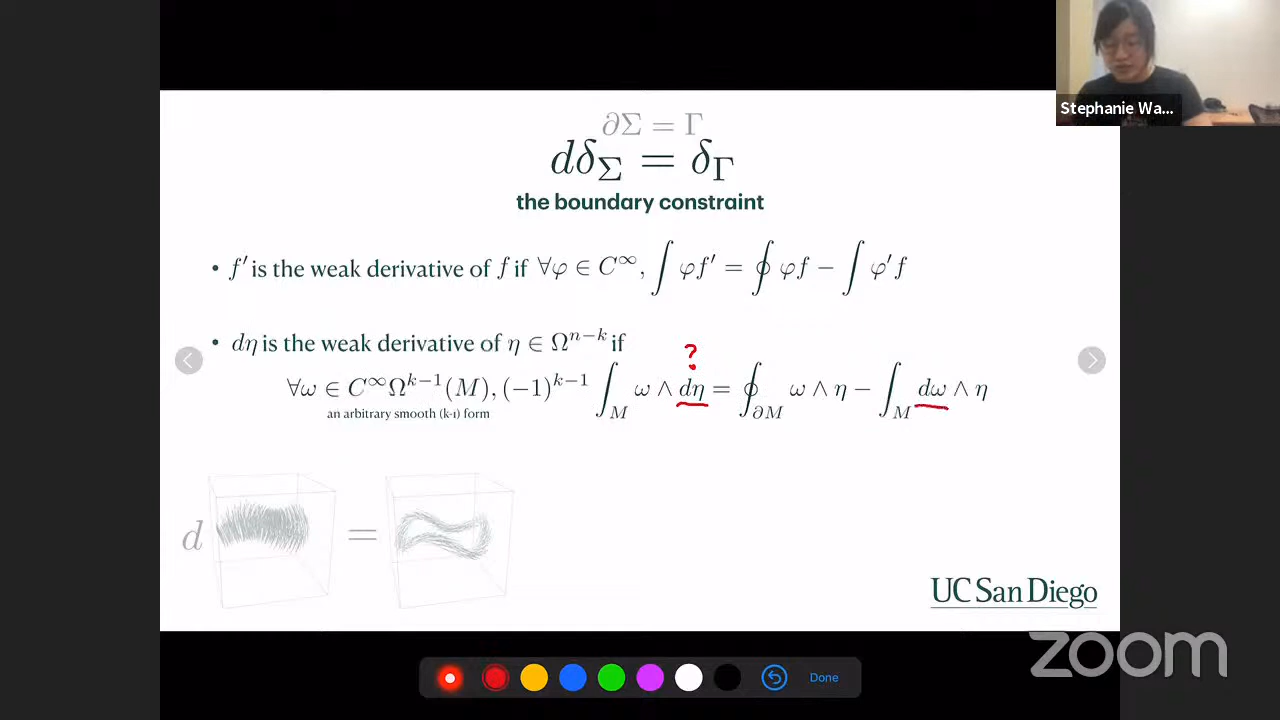 Stephanie Wa...
∂Σ = Γ
dδ_Σ = δ_Γ
the boundary constraint
• f′ is the weak derivative of f if ∀φ ∈ C^∞, ∫ φf′ = ∮ φf − ∫ φ′f
• dη is the weak derivative of η ∈ Ω^{n−k} if
?
∀ω ∈ C^∞Ω^{k−1}(M), (−1)^{k−1} ∫_M ω ∧ dη = ∮_{∂M} ω ∧ η − ∫_M dω ∧ η
an arbitrary smooth (k-1) form
d =
UC San Diego
zoom
Done